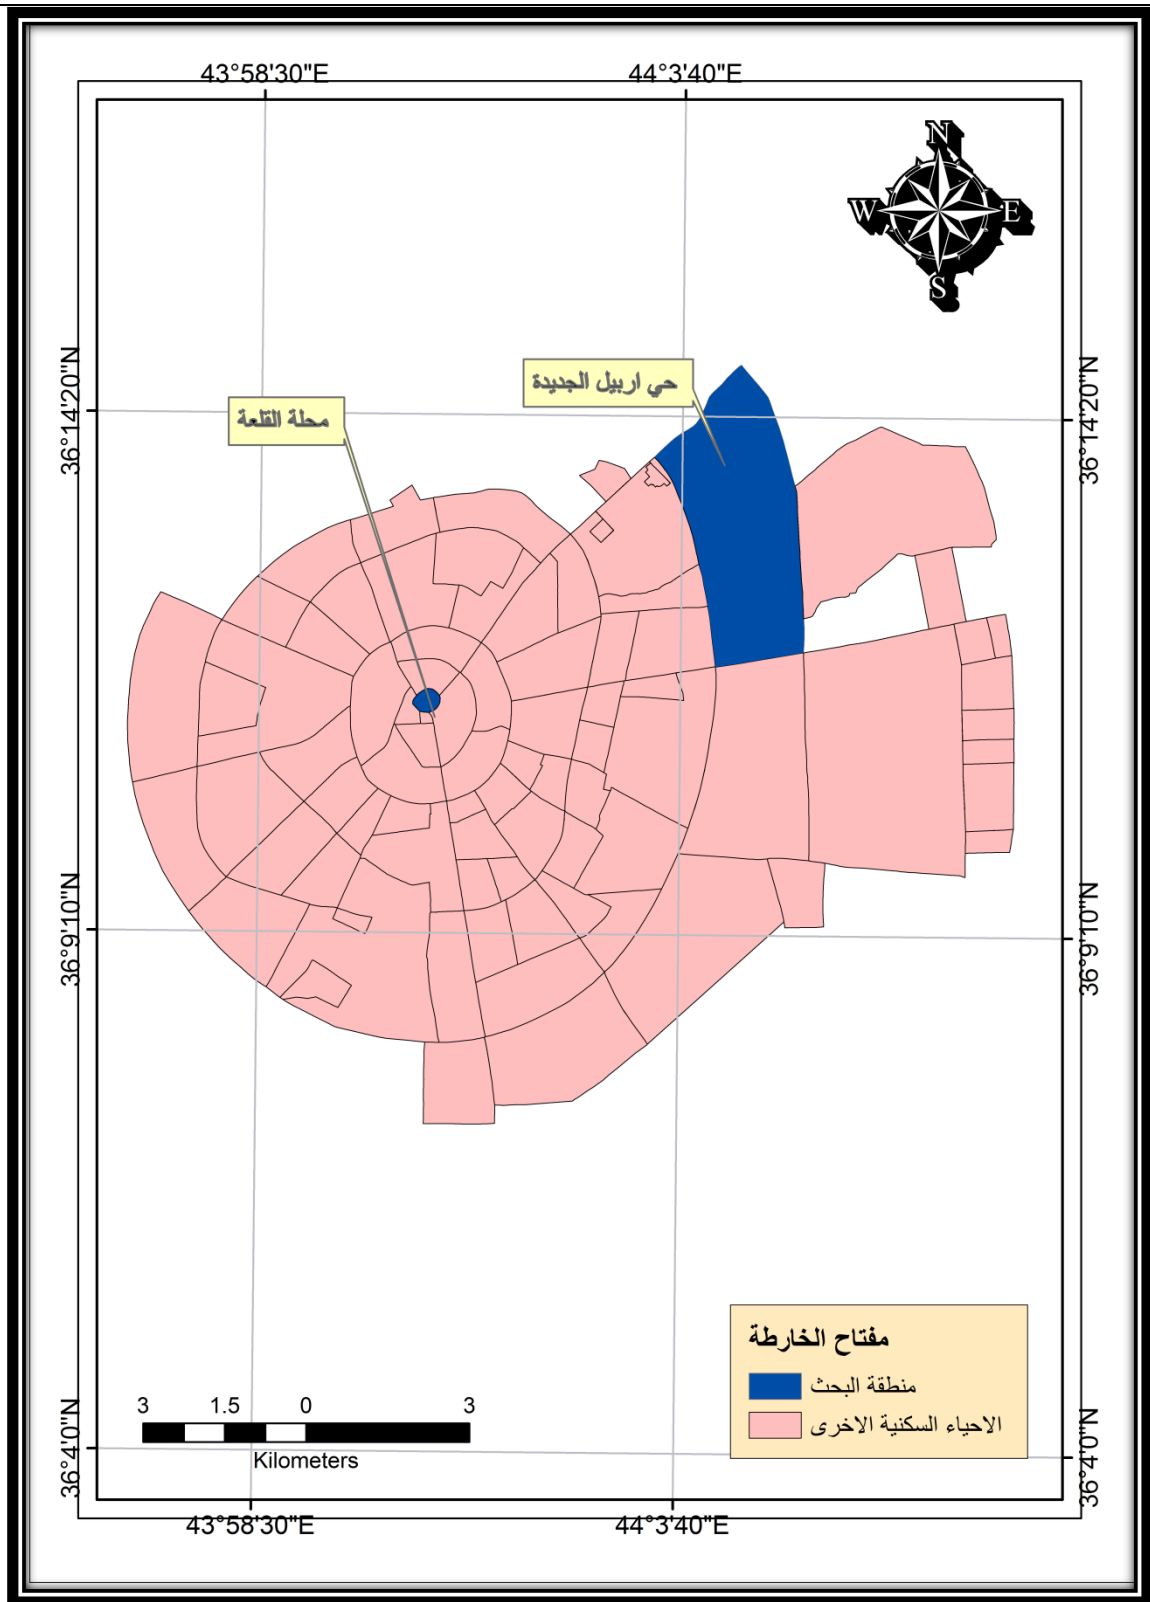 43°58'30"E
44°3'40"E
N
W
E
S
حي اربيل الجديدة
محلة القلعة
36°14'20"N
36°14'20"N
36°9'10"N
36°9'10"N
مفتاح الخارطة
منطقة البحث
الاحياء السكنية الاخرى
3 1.5 0 3
Kilometers
36°4'0"N
36°4'0"N
43°58'30"E
44°3'40"E